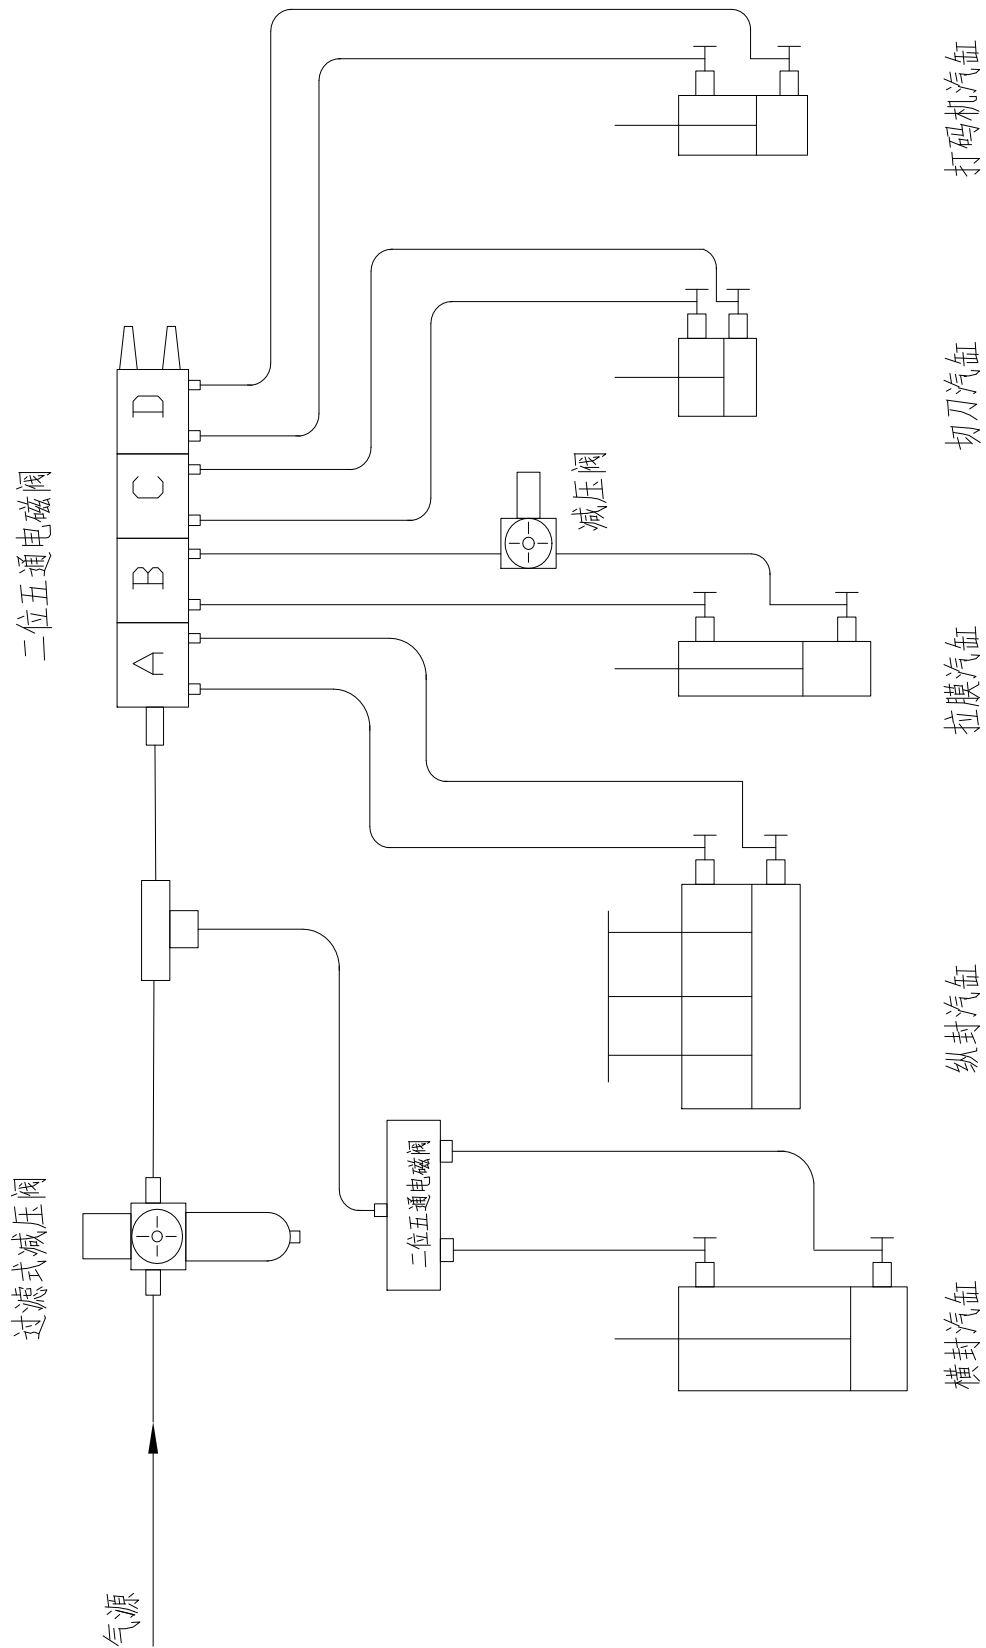 过滤式减压阀
二位五通电磁阀
气源
A
B
C
D
减压阀
二位五通电磁阀
横封汽缸
纵封汽缸
拉膜汽缸
切刀汽缸
打码机汽缸